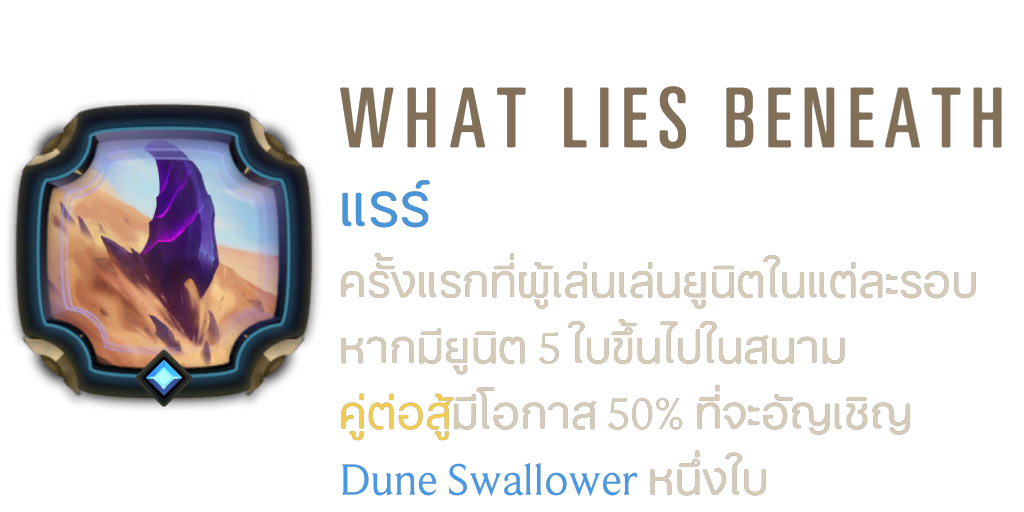 WHAT LIES BENEATH
แรร์
ครั้งแรกที่ผู้เล่นเล่นยูนิตในแต่ละรอบ
หากมียูนิต 5 ใบขึ้นไปในสนาม
คู่ต่อสู้มีโอกาส 50% ที่จะอัญเชิญ
Dune Swallower หนึ่งใบ